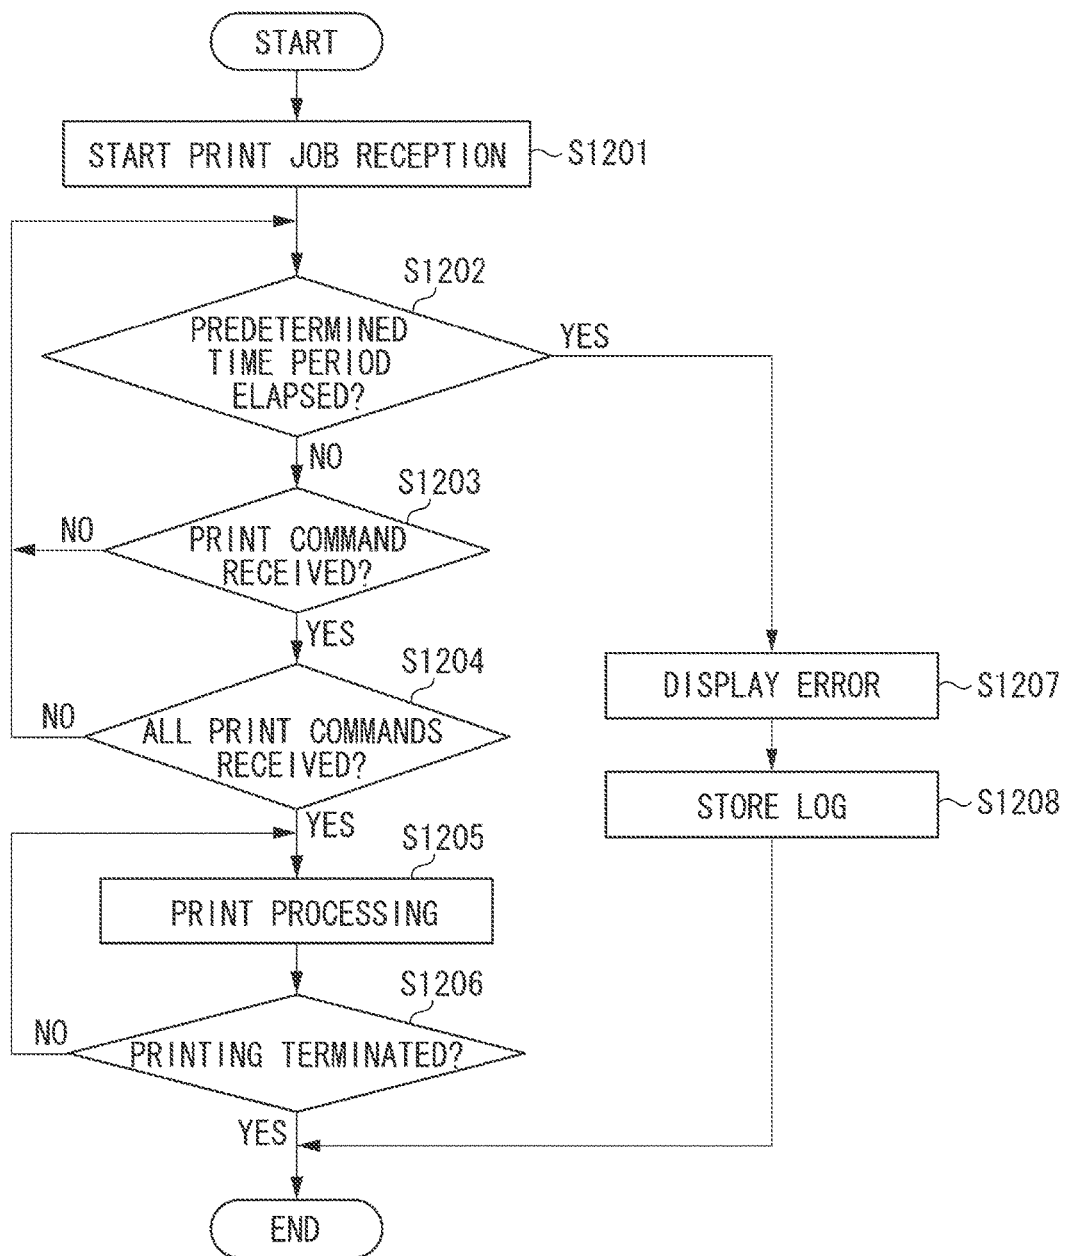 START
START PRINT JOB RECEPTION
S1201
S1202
PREDETERMINED
TIME PERIOD
ELAPSED?
YES
NO
S1203
NO
PRINT COMMAND
RECEIVED?
YES
S1204
NO
ALL PRINT COMMANDS
RECEIVED?
DISPLAY ERROR
S1207
STORE LOG
S1208
YES
S1205
PRINT PROCESSING
S1206
NO
PRINTING TERMINATED?
YES
END